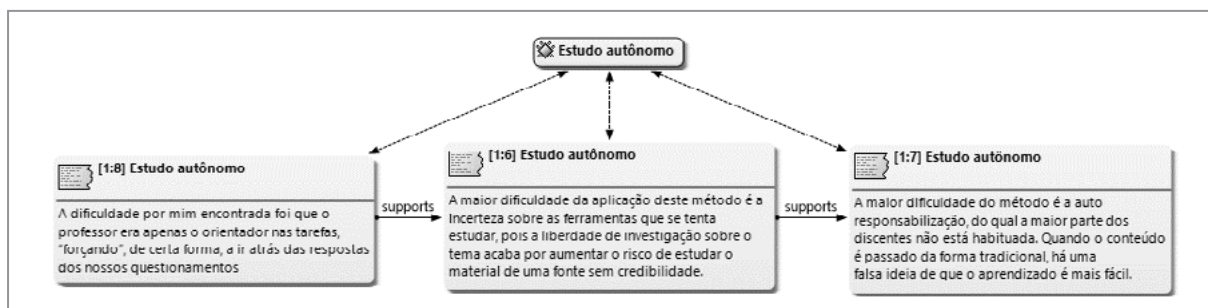 Estudo autônomo
[1:8] Estudo autônomo
A dificuldade por mim encontrada foi que o
professor era apenas o orientador nas tarefas,
"forçando", de certa forma, a ir atrás das respostas
dos nossos questionamentos
supports
[1:6] Estudo autônomo
A maior dificuldade da aplicação deste método é a
Incerteza sobre as ferramentas que se tenta
estudar, pois a liberdade de investigação sobre o
tema acaba por aumentar o risco de estudar o
material de uma fonte sem credibilidade.
supports
[1:7] Estudo autônomo
A maior dificuldade do método é a auto
responsabilização, do qual a maior parte dos
discentes não está habituada. Quando o conteúdo
é passado da forma tradicional, há uma
falsa ideia de que o aprendizado é mais fácil.